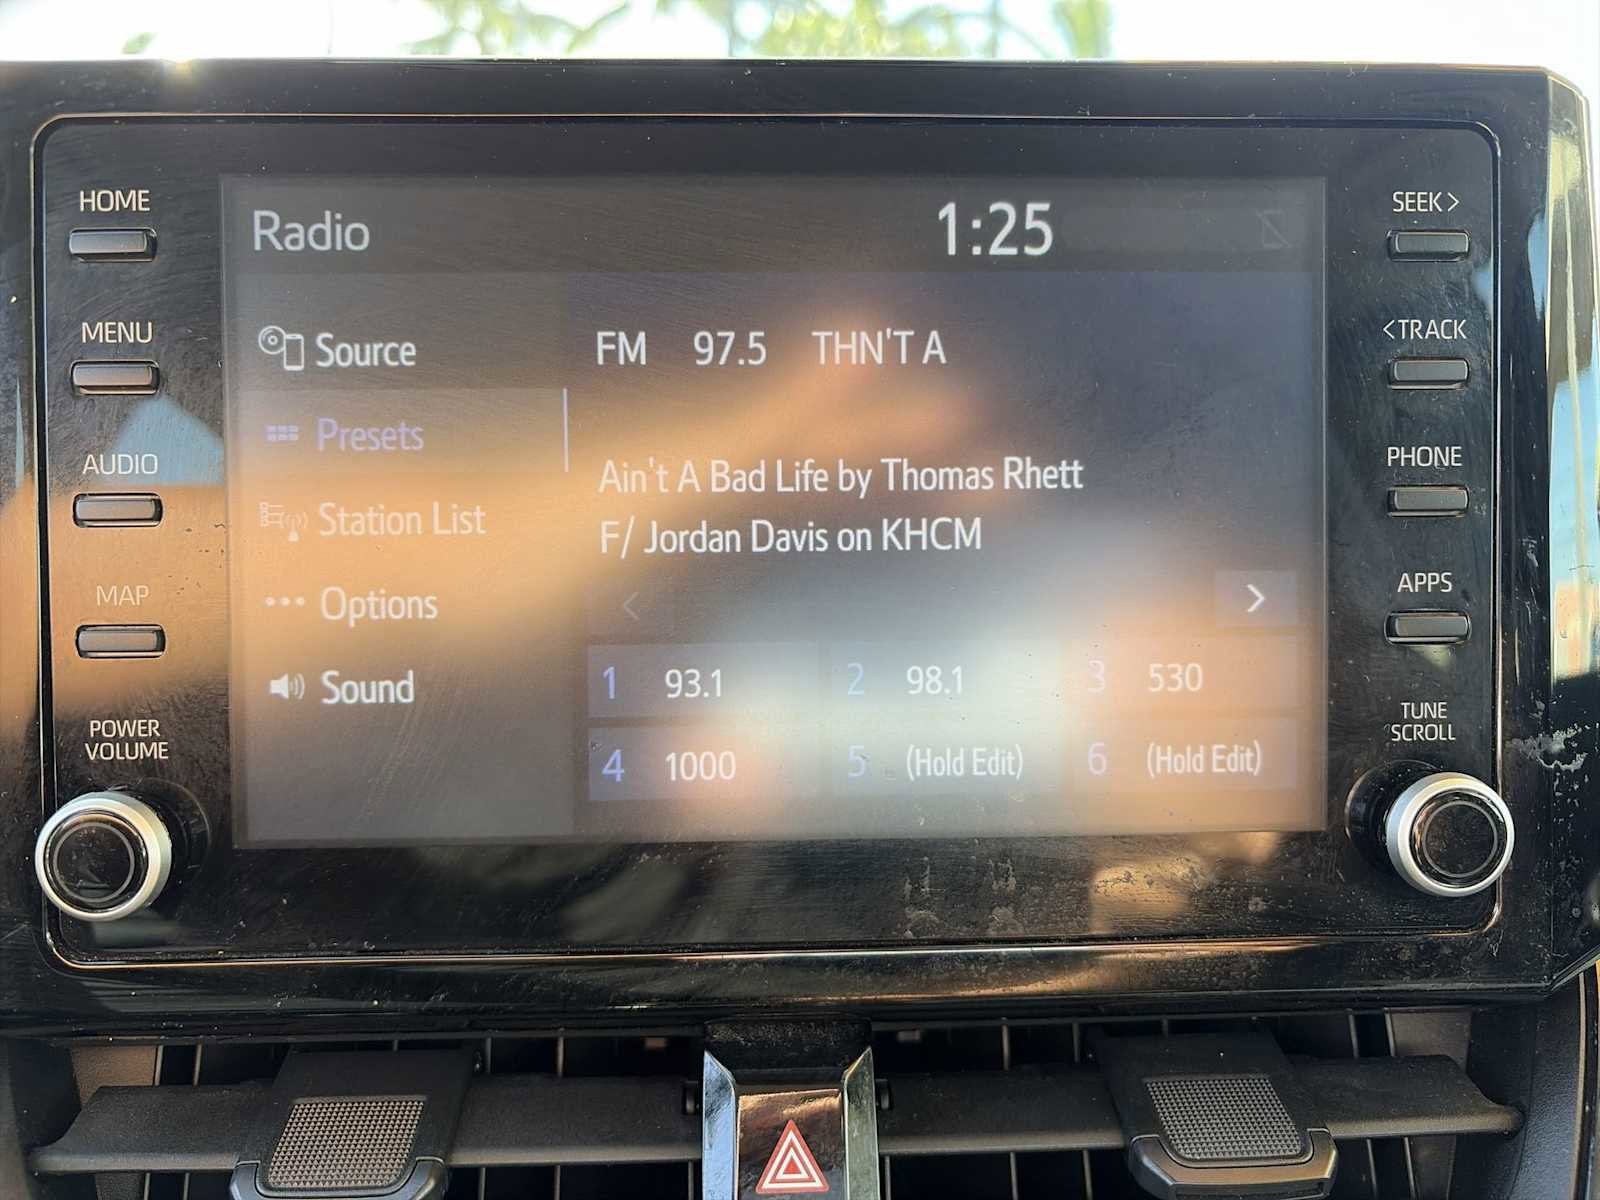 HOME
MENU
AUDIO
MAP
POWER
VOLUME
Radio
1:25
Source
Presets
Station List
Options
Sound
FM 97.5 THN'T A
Ain't A Bad Life by Thomas Rhett
F/ Jordan Davis on KHCM
<
>
1 93.1
2 98.1
3 530
4 1000
5 (Hold Edit)
6 (Hold Edit)
SEEK>
<TRACK
PHONE
APPS
TUNE
SCROLL